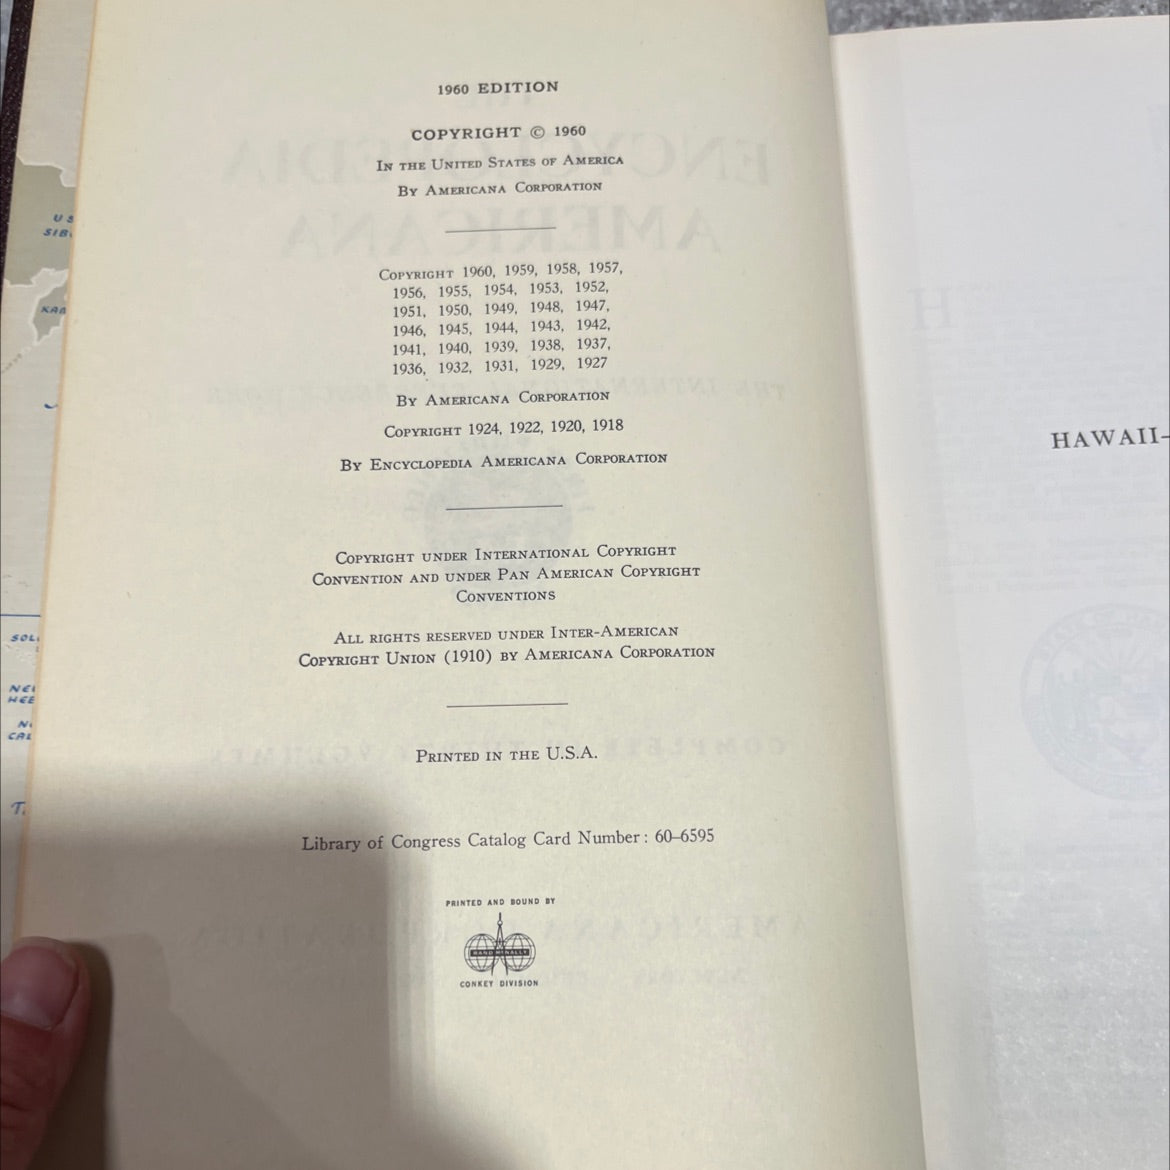 1960 EDITION
COPYRIGHT © 1960
IN THE UNITED STATES OF AMERICA
BY AMERICANA CORPORATION
COPYRIGHT 1960, 1959, 1958, 1957,
1956, 1955, 1954, 1953, 1952,
1951, 1950, 1949, 1948, 1947,
1946, 1945, 1944, 1943, 1942,
1941, 1940, 1939, 1938, 1937,
1936, 1932, 1931, 1929, 1927
BY AMERICANA CORPORATION
COPYRIGHT 1924, 1922, 1920, 1918
BY ENCYCLOPEDIA AMERICANA CORPORATION
COPYRIGHT UNDER INTERNATIONAL COPYRIGHT
CONVENTION AND UNDER PAN AMERICAN COPYRIGHT
CONVENTIONS
ALL RIGHTS RESERVED UNDER INTER-AMERICAN
COPYRIGHT UNION (1910) BY AMERICANA CORPORATION
PRINTED IN THE U.S.A.
Library of Congress Catalog Card Number: 60–6595
PRINTED AND BOUND BY
RAND MCNALLY
CONKEY DIVISION
HAWAII–